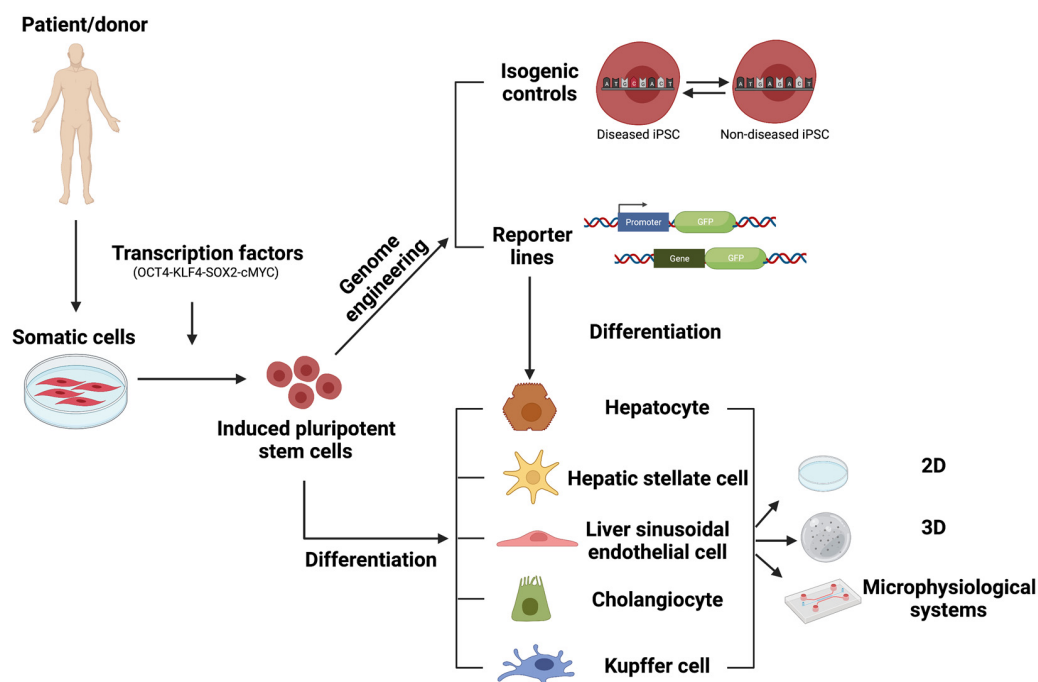 Patient/donor
Isogenic
controls
A T G C G A G T
A T G A G A G T
Diseased iPSC
Non-diseased iPSC
Transcription factors
(OCT4-KLF4-SOX2-cMYC)
Genome
engineering
Reporter
lines
Promoter
GFP
Gene
GFP
Somatic cells
Differentiation
Induced pluripotent
stem cells
Hepatocyte
Hepatic stellate cell
2D
Liver sinusoidal
endothelial cell
3D
Differentiation
Cholangiocyte
Microphysiological
systems
Kupffer cell